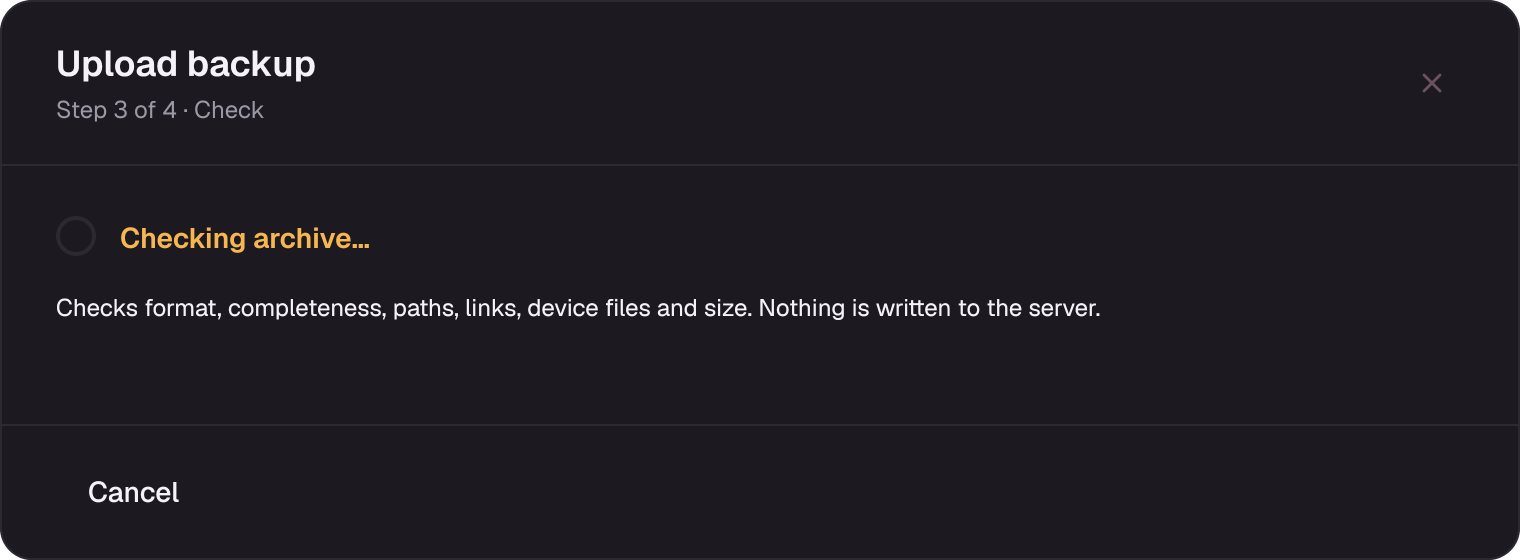 Upload backup
Step 3 of 4 · Check
Checking archive…
Checks format, completeness, paths, links, device files and size. Nothing is written to the server.
Cancel